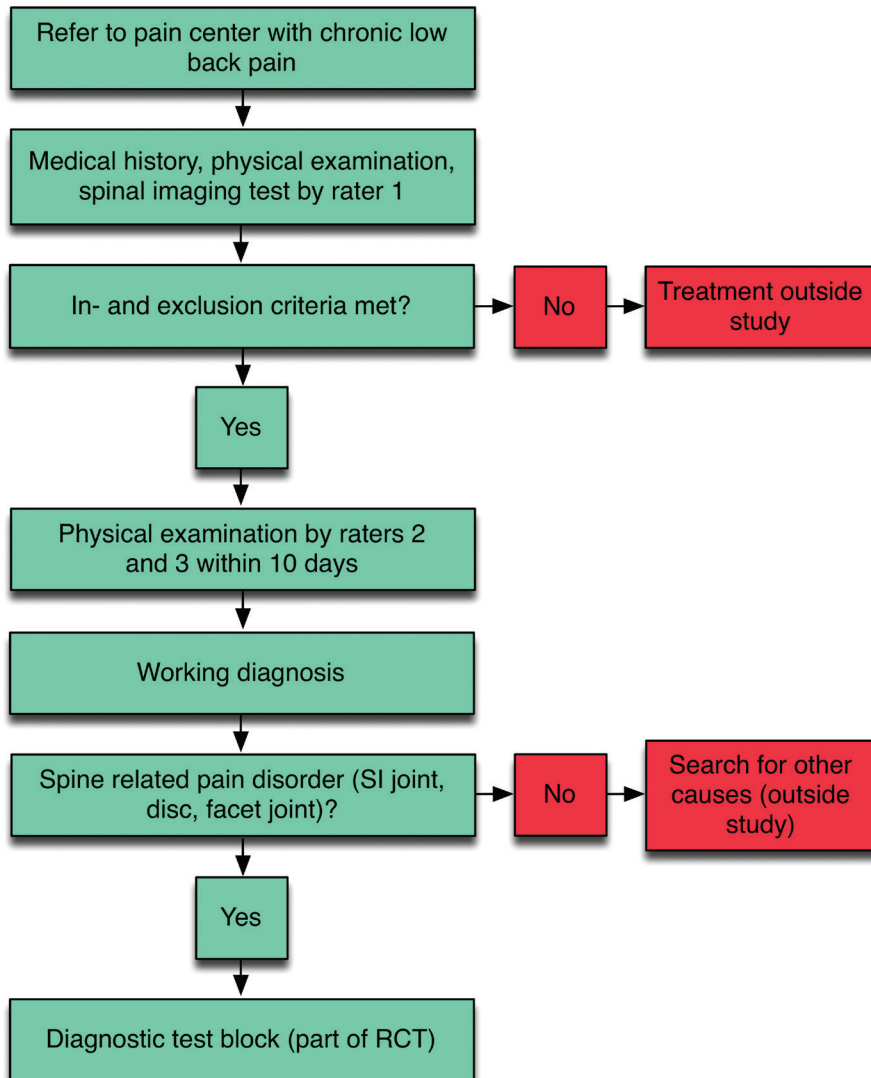 Refer to pain center with chronic low
back pain
Medical history, physical examination,
spinal imaging test by rater 1
In- and exclusion criteria met?
No
Treatment outside
study
Yes
Physical examination by raters 2
and 3 within 10 days
Working diagnosis
Spine related pain disorder (SI joint,
disc, facet joint)?
No
Search for other
causes (outside
study)
Yes
Diagnostic test block (part of RCT)